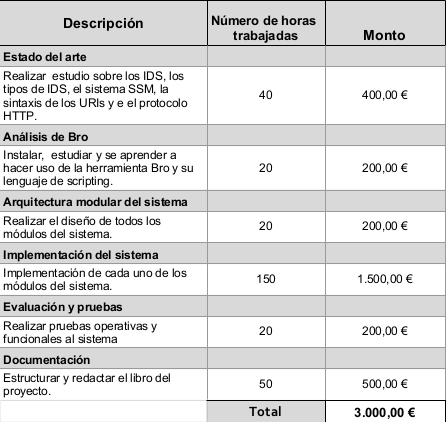 Descripción
Número de horas
trabajadas
Monto
Estado del arte
Realizar estudio sobre los IDS, los
tipos de IDS, el sistema SSM, la
sintaxis de los URIs y e el protocolo
HTTP.
40
400,00 €
Análisis de Bro
Instalar, estudiar y se aprender a
hacer uso de la herramienta Bro y su
lenguaje de scripting.
20
200,00 €
Arquitectura modular del sistema
Realizar el diseño de todos los
módulos del sistema.
20
200,00 €
Implementación del sistema
Implementación de cada uno de los
módulos del sistema.
150
1.500,00 €
Evaluación y pruebas
Realizar pruebas operativas y
funcionales al sistema
20
200,00 €
Documentación
Estructurar y redactar el libro del
proyecto.
50
500,00 €
Total
3.000,00 €